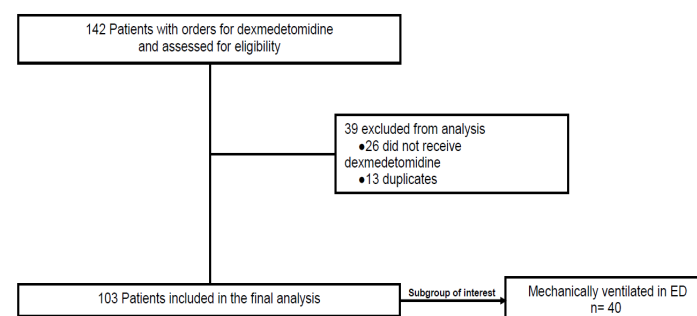 142 Patients with orders for dexmedetomidine
and assessed for eligibility
39 excluded from analysis
●26 did not receive
dexmedetomidine
●13 duplicates
103 Patients included in the final analysis
Subgroup of interest
Mechanically ventilated in ED
n= 40